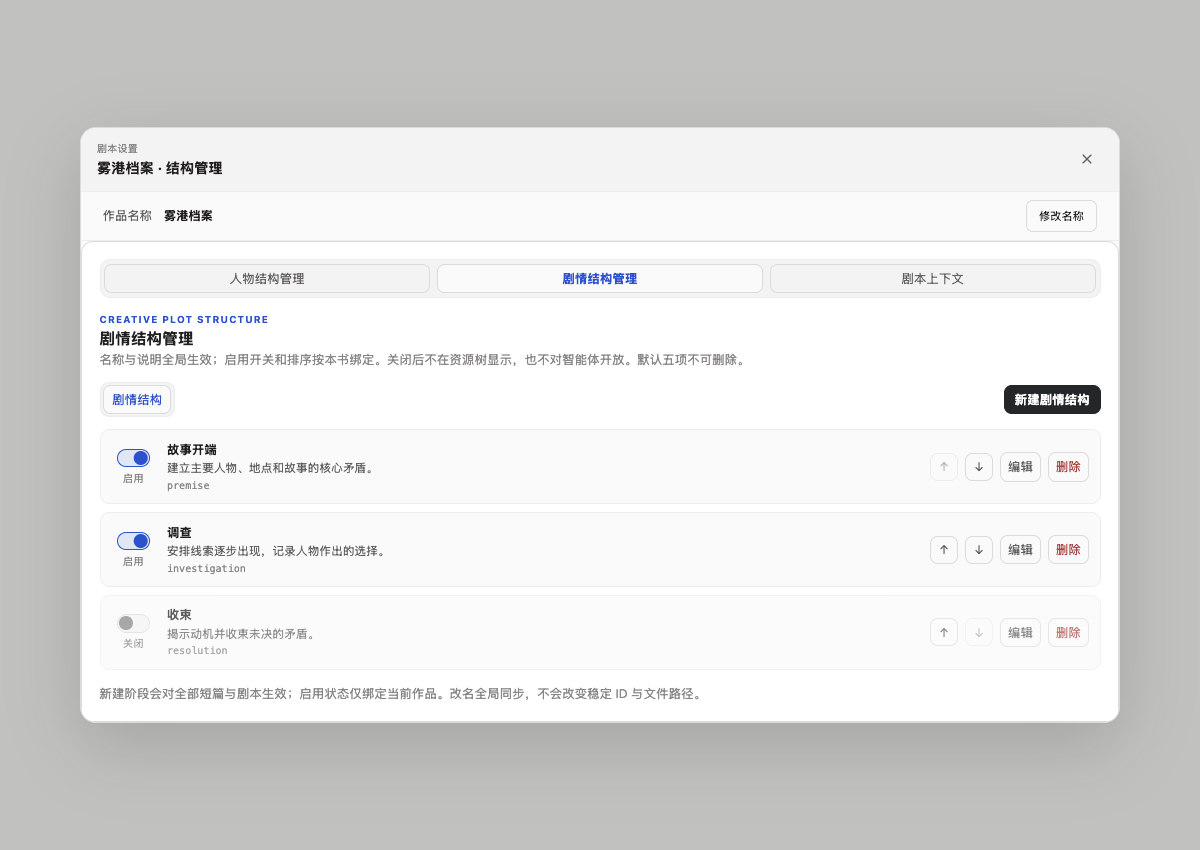 剧本设置
雾港档案 · 结构管理
作品名称 雾港档案 修改名称
人物结构管理 剧情结构管理 剧本上下文
CREATIVE PLOT STRUCTURE
剧情结构管理
名称与说明全局生效；启用开关和排序按本书绑定。关闭后不在资源树显示，也不对智能体开放。默认五项不可删除。
剧情结构 新建剧情结构
故事开端
建立主要人物、地点和故事的核心矛盾。
premise
启用 ↑ ↓ 编辑 删除
调查
安排线索逐步出现，记录人物作出的选择。
investigation
启用 ↑ ↓ 编辑 删除
收束
揭示动机并收束未决的矛盾。
resolution
关闭 ↑ ↓ 编辑 删除
新建阶段会对全部短篇与剧本生效；启用状态仅绑定当前作品。改名全局同步，不会改变稳定 ID 与文件路径。